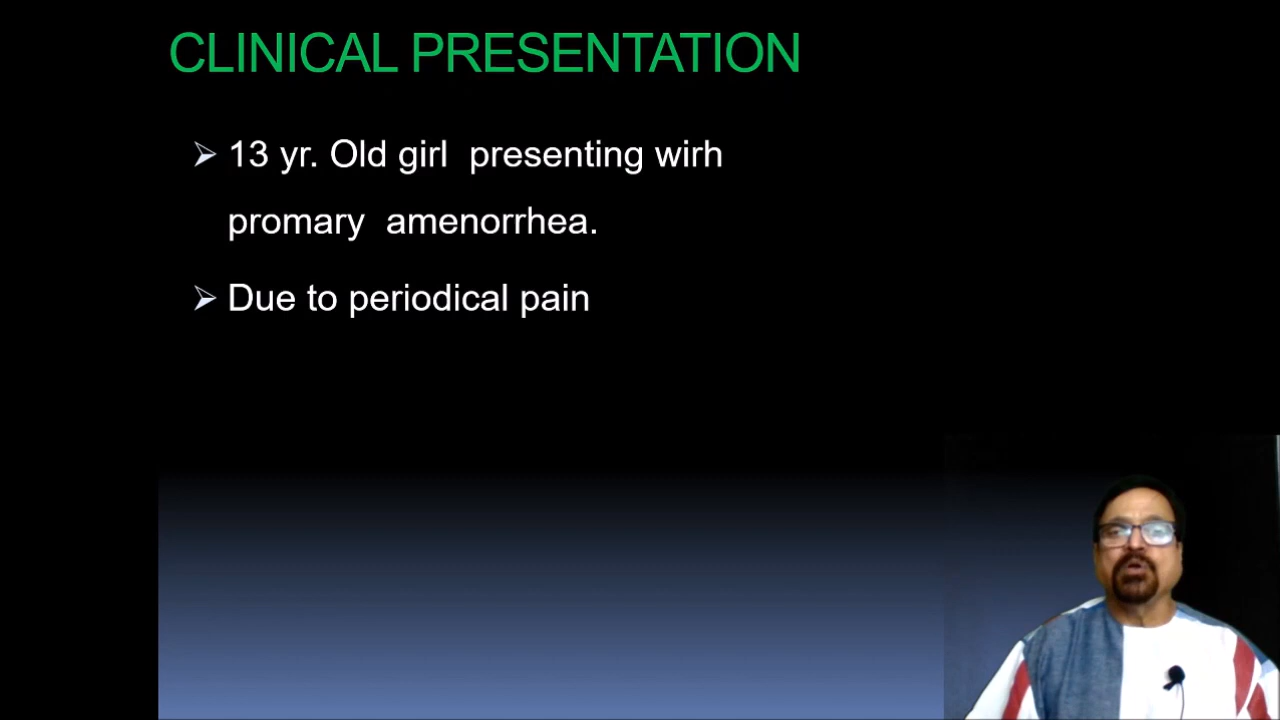 CLINICAL PRESENTATION
13 yr. Old girl presenting wirh
promary amenorrhea.
Due to periodical pain